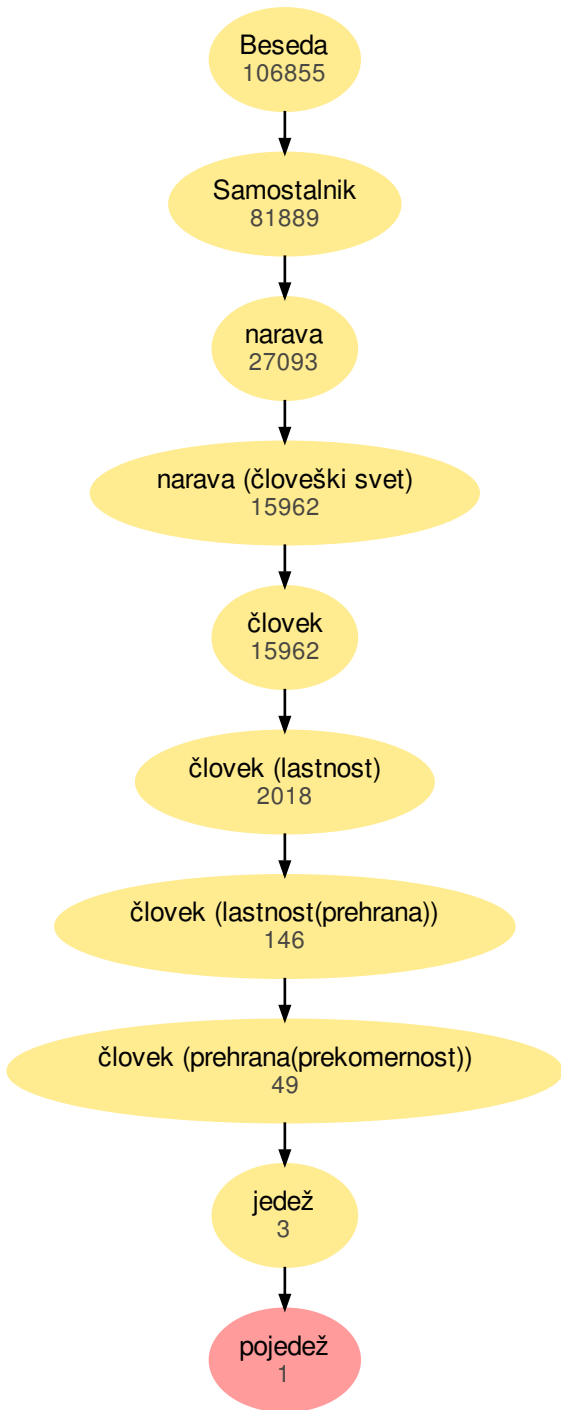 Beseda
106855
Samostalnik
81889
narava
27093
narava (človeški svet)
15962
človek
15962
človek (lastnost)
2018
človek (lastnost(prehrana))
146
človek (prehrana(prekomernost))
49
jedež
3
pojedež
1